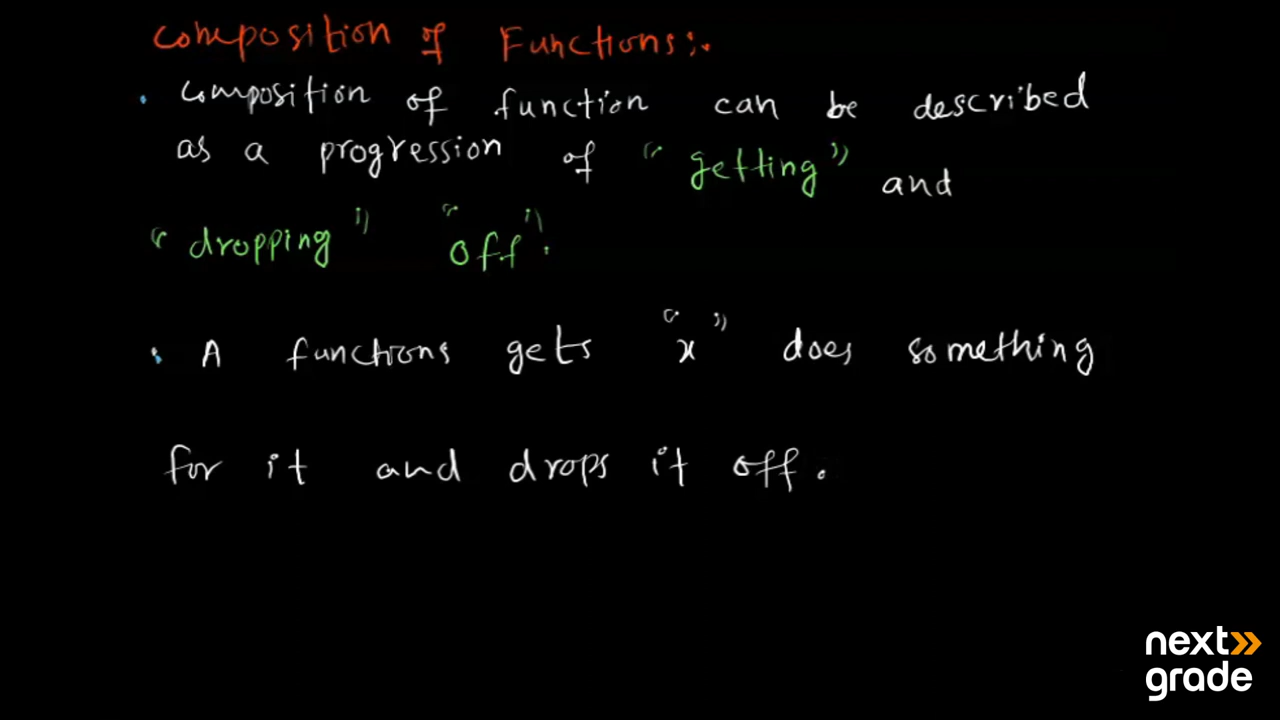 Composition of Functions:.
• composition of function can be described
as a progression of "getting" and
"dropping" "off".
• A functions gets "x" does something
for it and drops it off.
next
grade